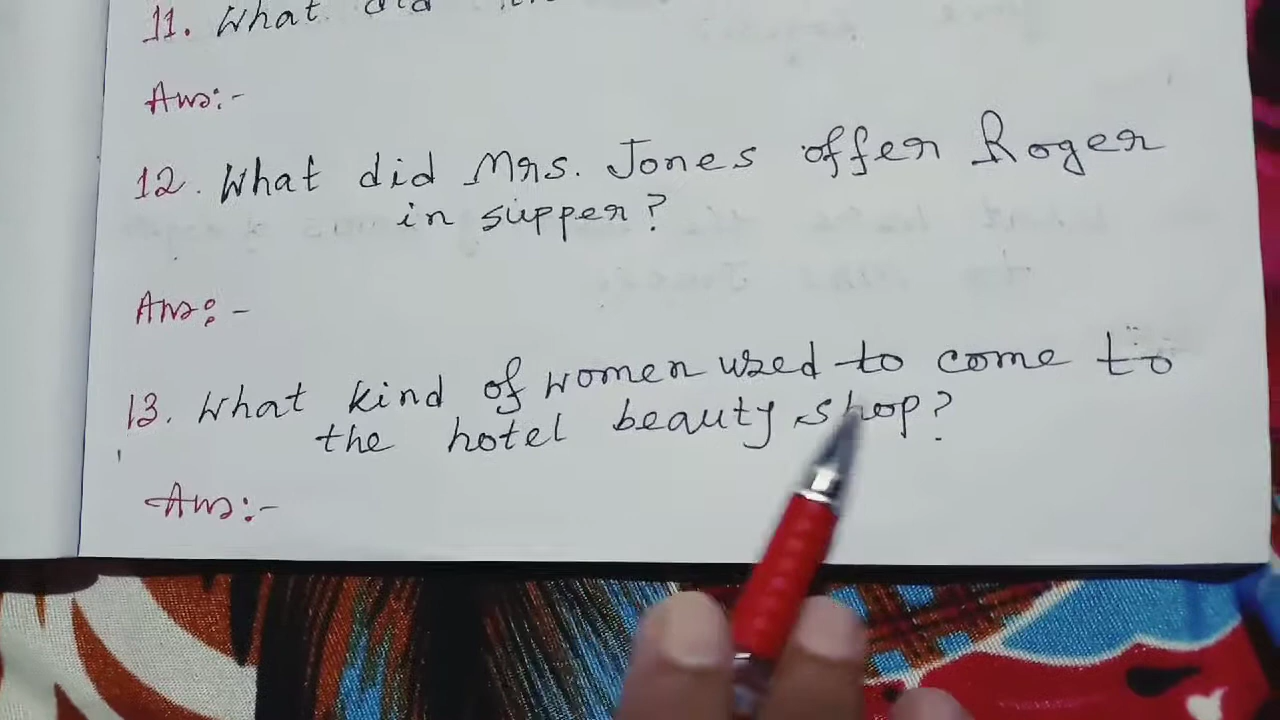 11. What did
Ans:-
12. What did Mrs. Jones offer Roger
in supper?
Ans:-
13. What kind of women used to come to
the hotel beauty shop?
Ans:-